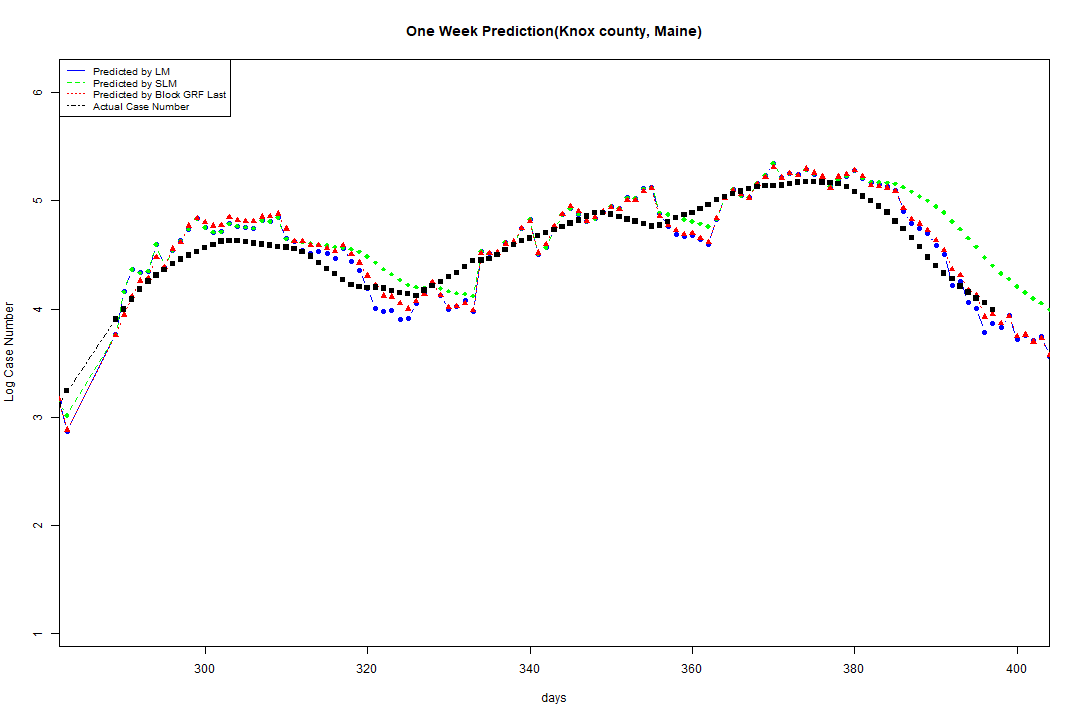 One Week Prediction(Knox county, Maine)
Predicted by LM
Predicted by SLM
Predicted by Block GRF Last
Actual Case Number
6
5
4
3
2
1
Log Case Number
300 320 340 360 380 400
days